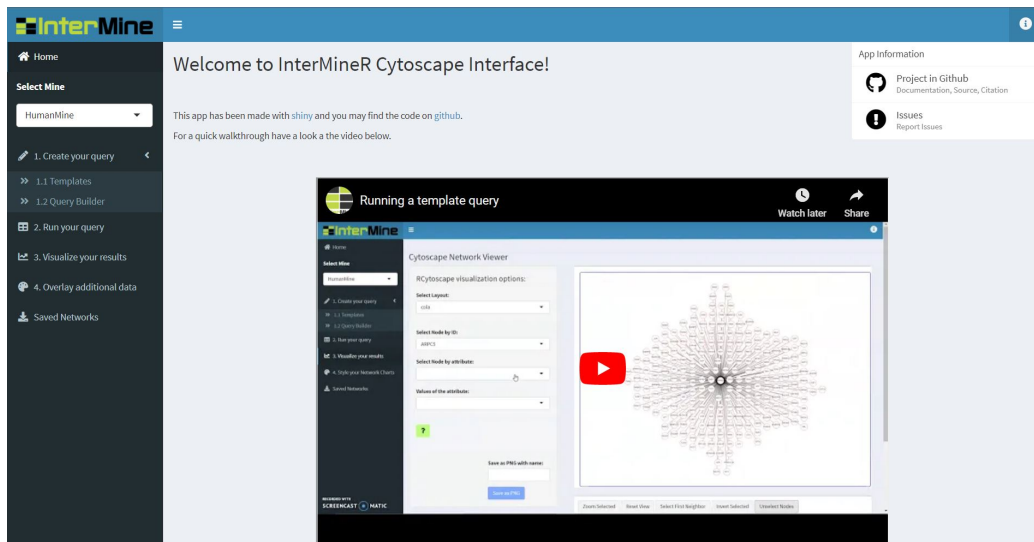 InterMine
Home
Select Mine
HumanMine
1. Create your query
1.1 Templates
1.2 Query Builder
2. Run your query
3. Visualize your results
4. Overlay additional data
Saved Networks
Welcome to InterMineR Cytoscape Interface!
This app has been made with shiny and you may find the code on github.
For a quick walkthrough have a look a the video below.
App Information
Project in Github
Documentation, Source, Citation
Issues
Report Issues
Running a template query
Watch later
Share
InterMine
Home
Select Mine
HumanMine
1. Create your query
1.1 Templates
1.2 Query Builder
2. Run your query
3. Visualize your results
4. Style your Network Charts
Saved Networks
RECORDED WITH
SCREENCAST MATIC
Cytoscape Network Viewer
RCytoscape visualization options:
Select Layout:
cola
Select Node by ID:
ARPC5
Select Node by attribute:
Values of the attribute:
?
Save as PNG with name:
Save as PNG
Zoom Selected Reset View Select First Neighbor Invert Selected Unselect Nodes